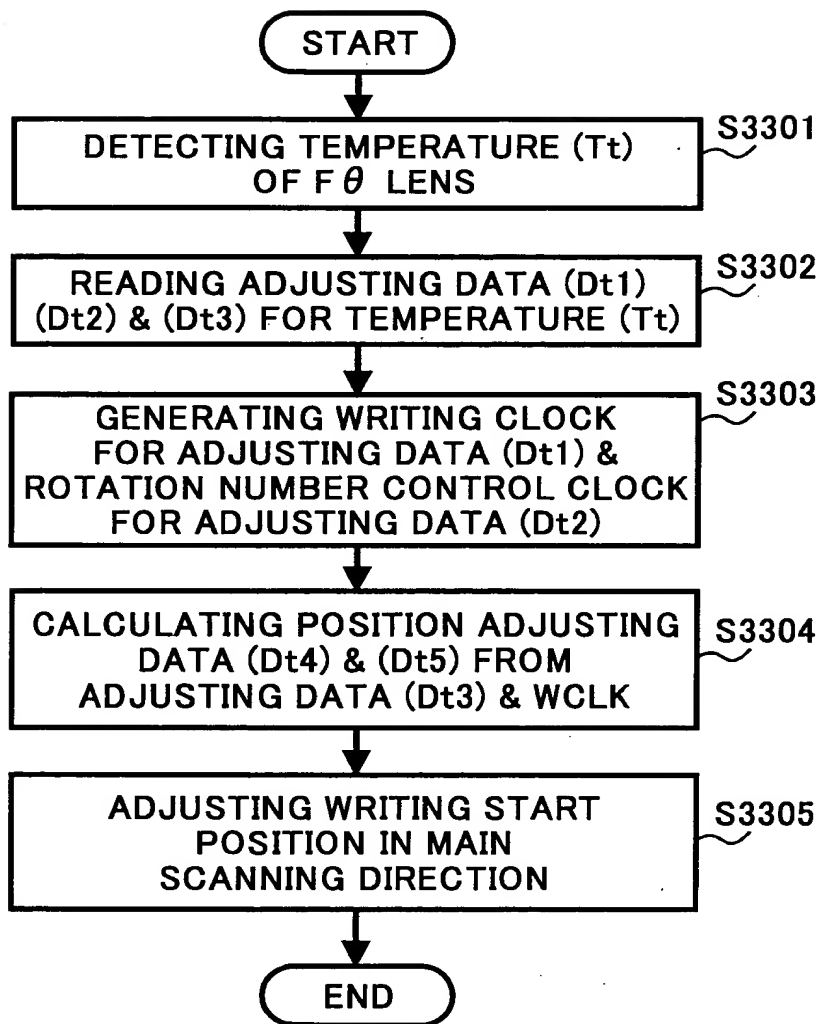 START
DETECTING TEMPERATURE (Tt)
OF Fθ LENS
S3301
READING ADJUSTING DATA (Dt1)
(Dt2) & (Dt3) FOR TEMPERATURE (Tt)
S3302
GENERATING WRITING CLOCK
FOR ADJUSTING DATA (Dt1) &
ROTATION NUMBER CONTROL CLOCK
FOR ADJUSTING DATA (Dt2)
S3303
CALCULATING POSITION ADJUSTING
DATA (Dt4) & (Dt5) FROM
ADJUSTING DATA (Dt3) & WCLK
S3304
ADJUSTING WRITING START
POSITION IN MAIN
SCANNING DIRECTION
S3305
END